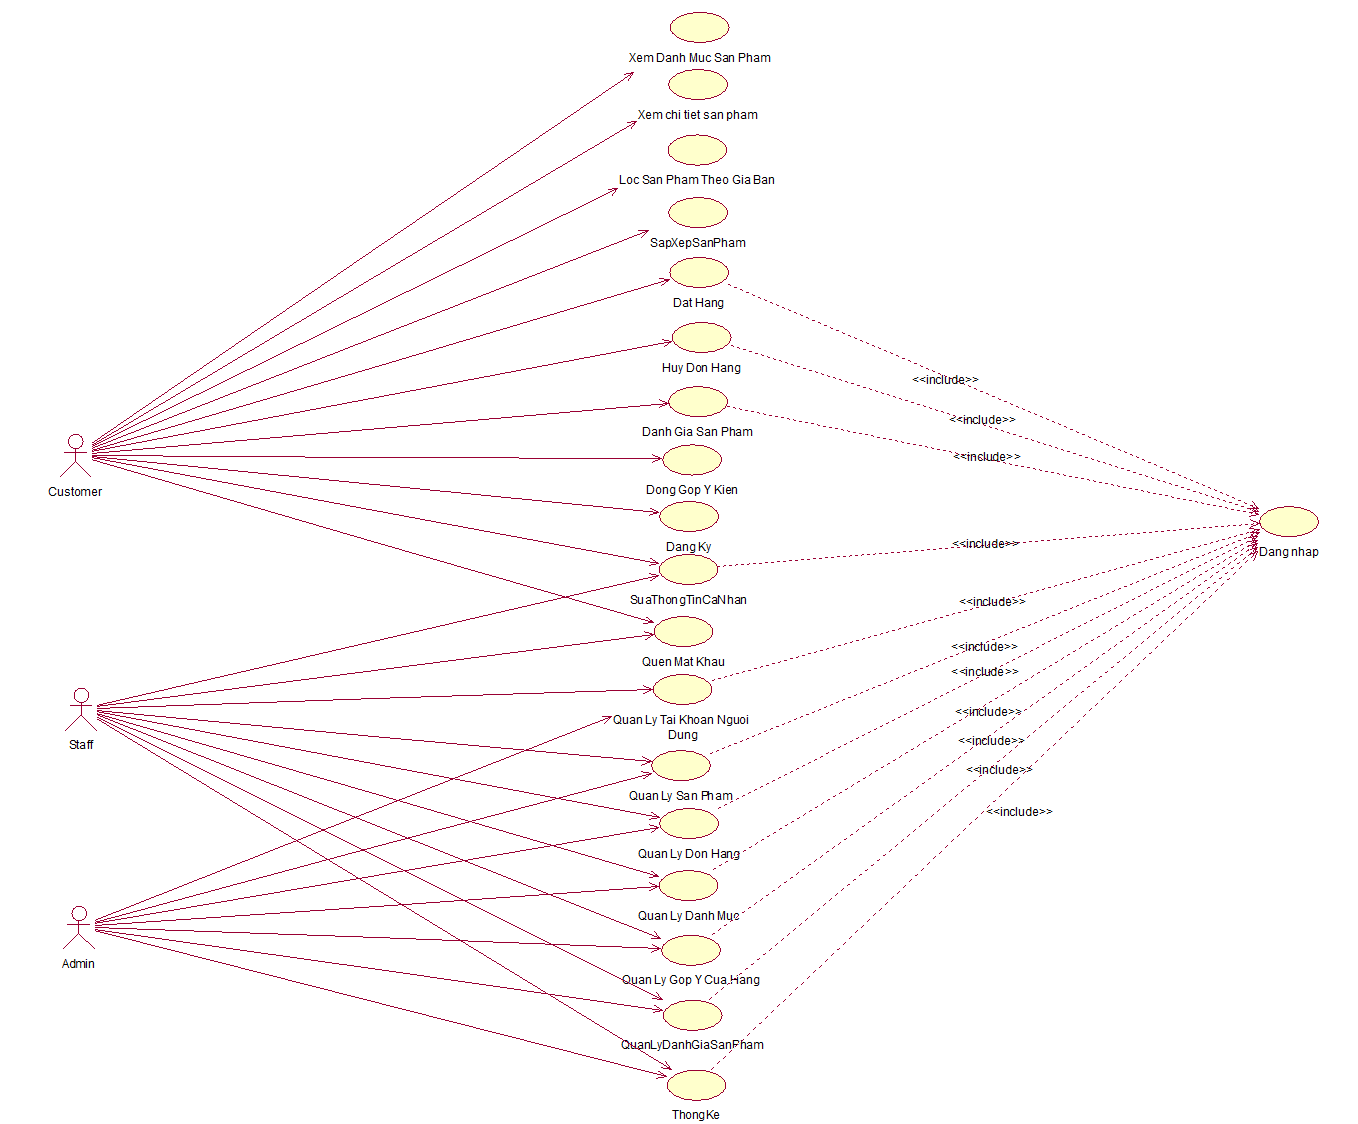 Xem Danh Muc San Pham
Xem chi tiet san pham
Loc San Pham Theo Gia Ban
SapXepSanPham
Dat Hang
Huy Don Hang
<<include>>
<<include>>
Danh Gia San Pham
<<include>>
Customer
Dong Gop Y Kien
Dang Ky
<<include>>
Dang nhap
SuaThongTinCaNhan
<<include>>
Quen Mat Khau
<<include>>
<<include>>
Quan Ly Tai Khoan Nguoi
Dung
<<include>>
Staff
<<include>>
<<include>>
Quan Ly San Pham
<<include>>
Quan Ly Don Hang
Quan Ly Danh Muc
Admin
Quan Ly Gop Y Cua Hang
QuanLyDanhGiaSanPham
ThongKe